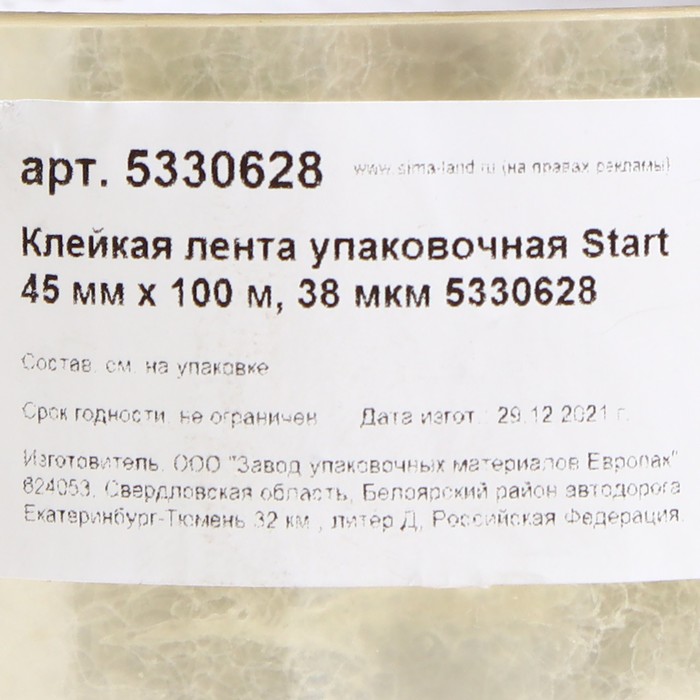 арт. 5330628 www.sima-land.ru (на правах рекламы)
Клейкая лента упаковочная Start
45 мм х 100 м, 38 мкм 5330628
Состав: см. на упаковке
Срок годности: не ограничен Дата изгот.: 29.12.2021 г.
Изготовитель: ООО "Завод упаковочных материалов Европак"
624053, Свердловская область, Белоярский район автодорога
Екатеринбург-Тюмень 32 км , литер Д, Российская Федерация.